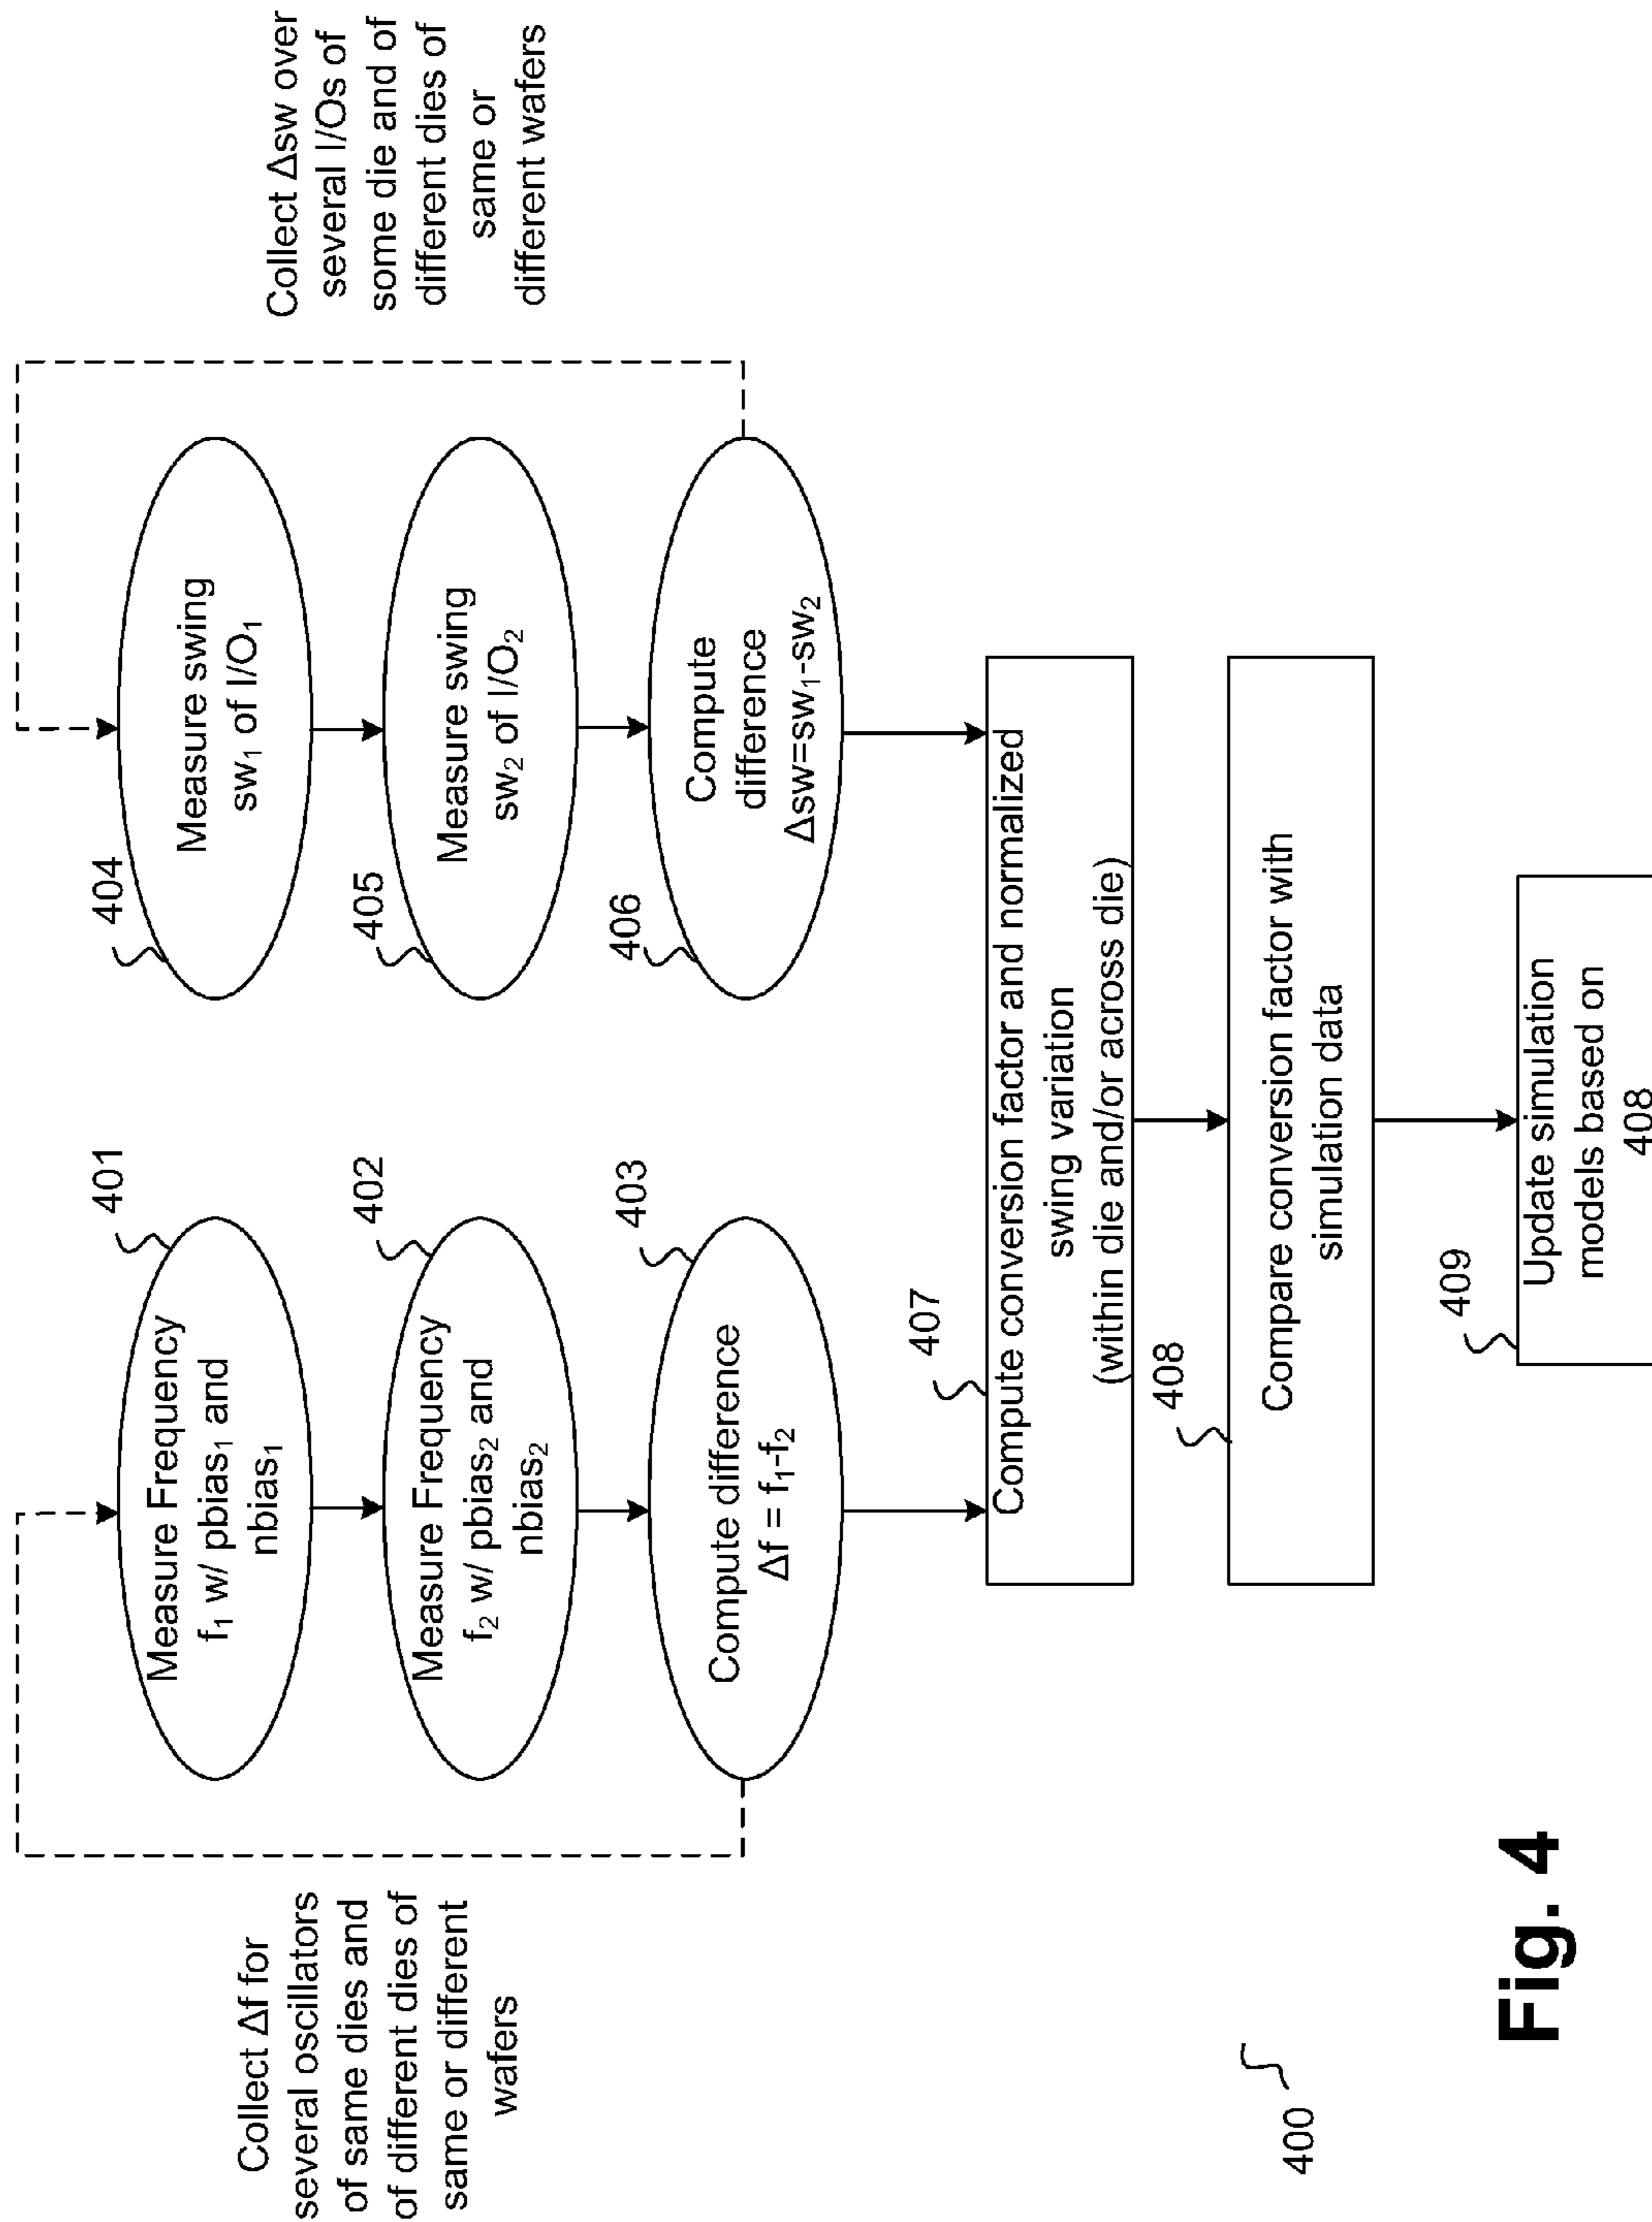 Collect Δf for
several oscillators
of same dies and
of different dies of
same or different
wafers
401
Measure Frequency
f₁ w/ pbias₁ and
nbias₁
402
Measure Frequency
f₂ w/ pbias₂ and
nbias₂
403
Compute difference
Δf = f₁-f₂
404
Measure swing
sw₁ of I/O₁
405
Measure swing
sw₂ of I/O₂
406
Compute
difference
Δsw=sw₁-sw₂
Collect Δsw over
several I/Os of
some die and of
different dies of
same or
different wafers
407
Compute conversion factor and normalized
swing variation
(within die and/or across die)
408
Compare conversion factor with
simulation data
409
Update simulation
models based on
408
400
Fig. 4